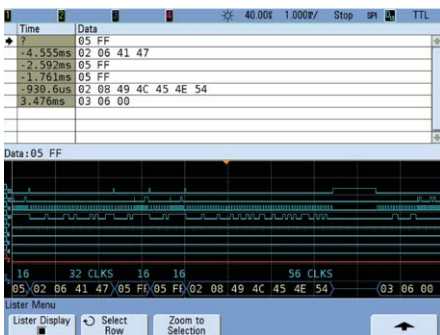 1 2 3 4 40.00% 1.000%/ Stop SPI TTL
Time Data
? 05 FF
-4.555ms 02 06 41 47
-2.592ms 05 FF
-1.761ms 05 FF
-930.6us 02 08 49 4C 45 4E 54
3.476ms 03 06 00
Data:05 FF
16 32 CLKS 16 16 56 CLKS
05 02 06 41 47 05 FF 05 FF 02 08 49 4C 45 4E 54 03 06 00
Lister Menu
Lister Display Select Row Zoom to Selection